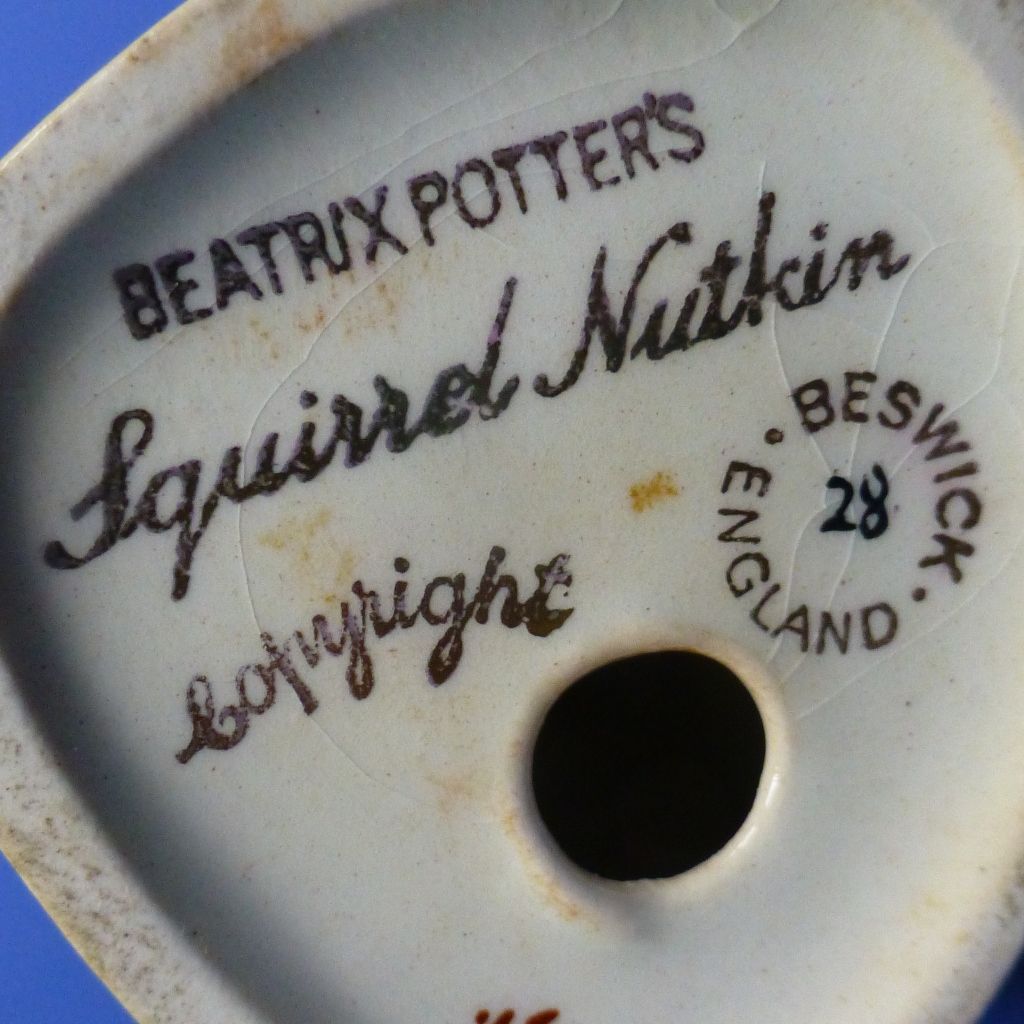 BEATRIX POTTER'S
Squirrel Nutkin
Copyright
BESWICK
28
ENGLAND